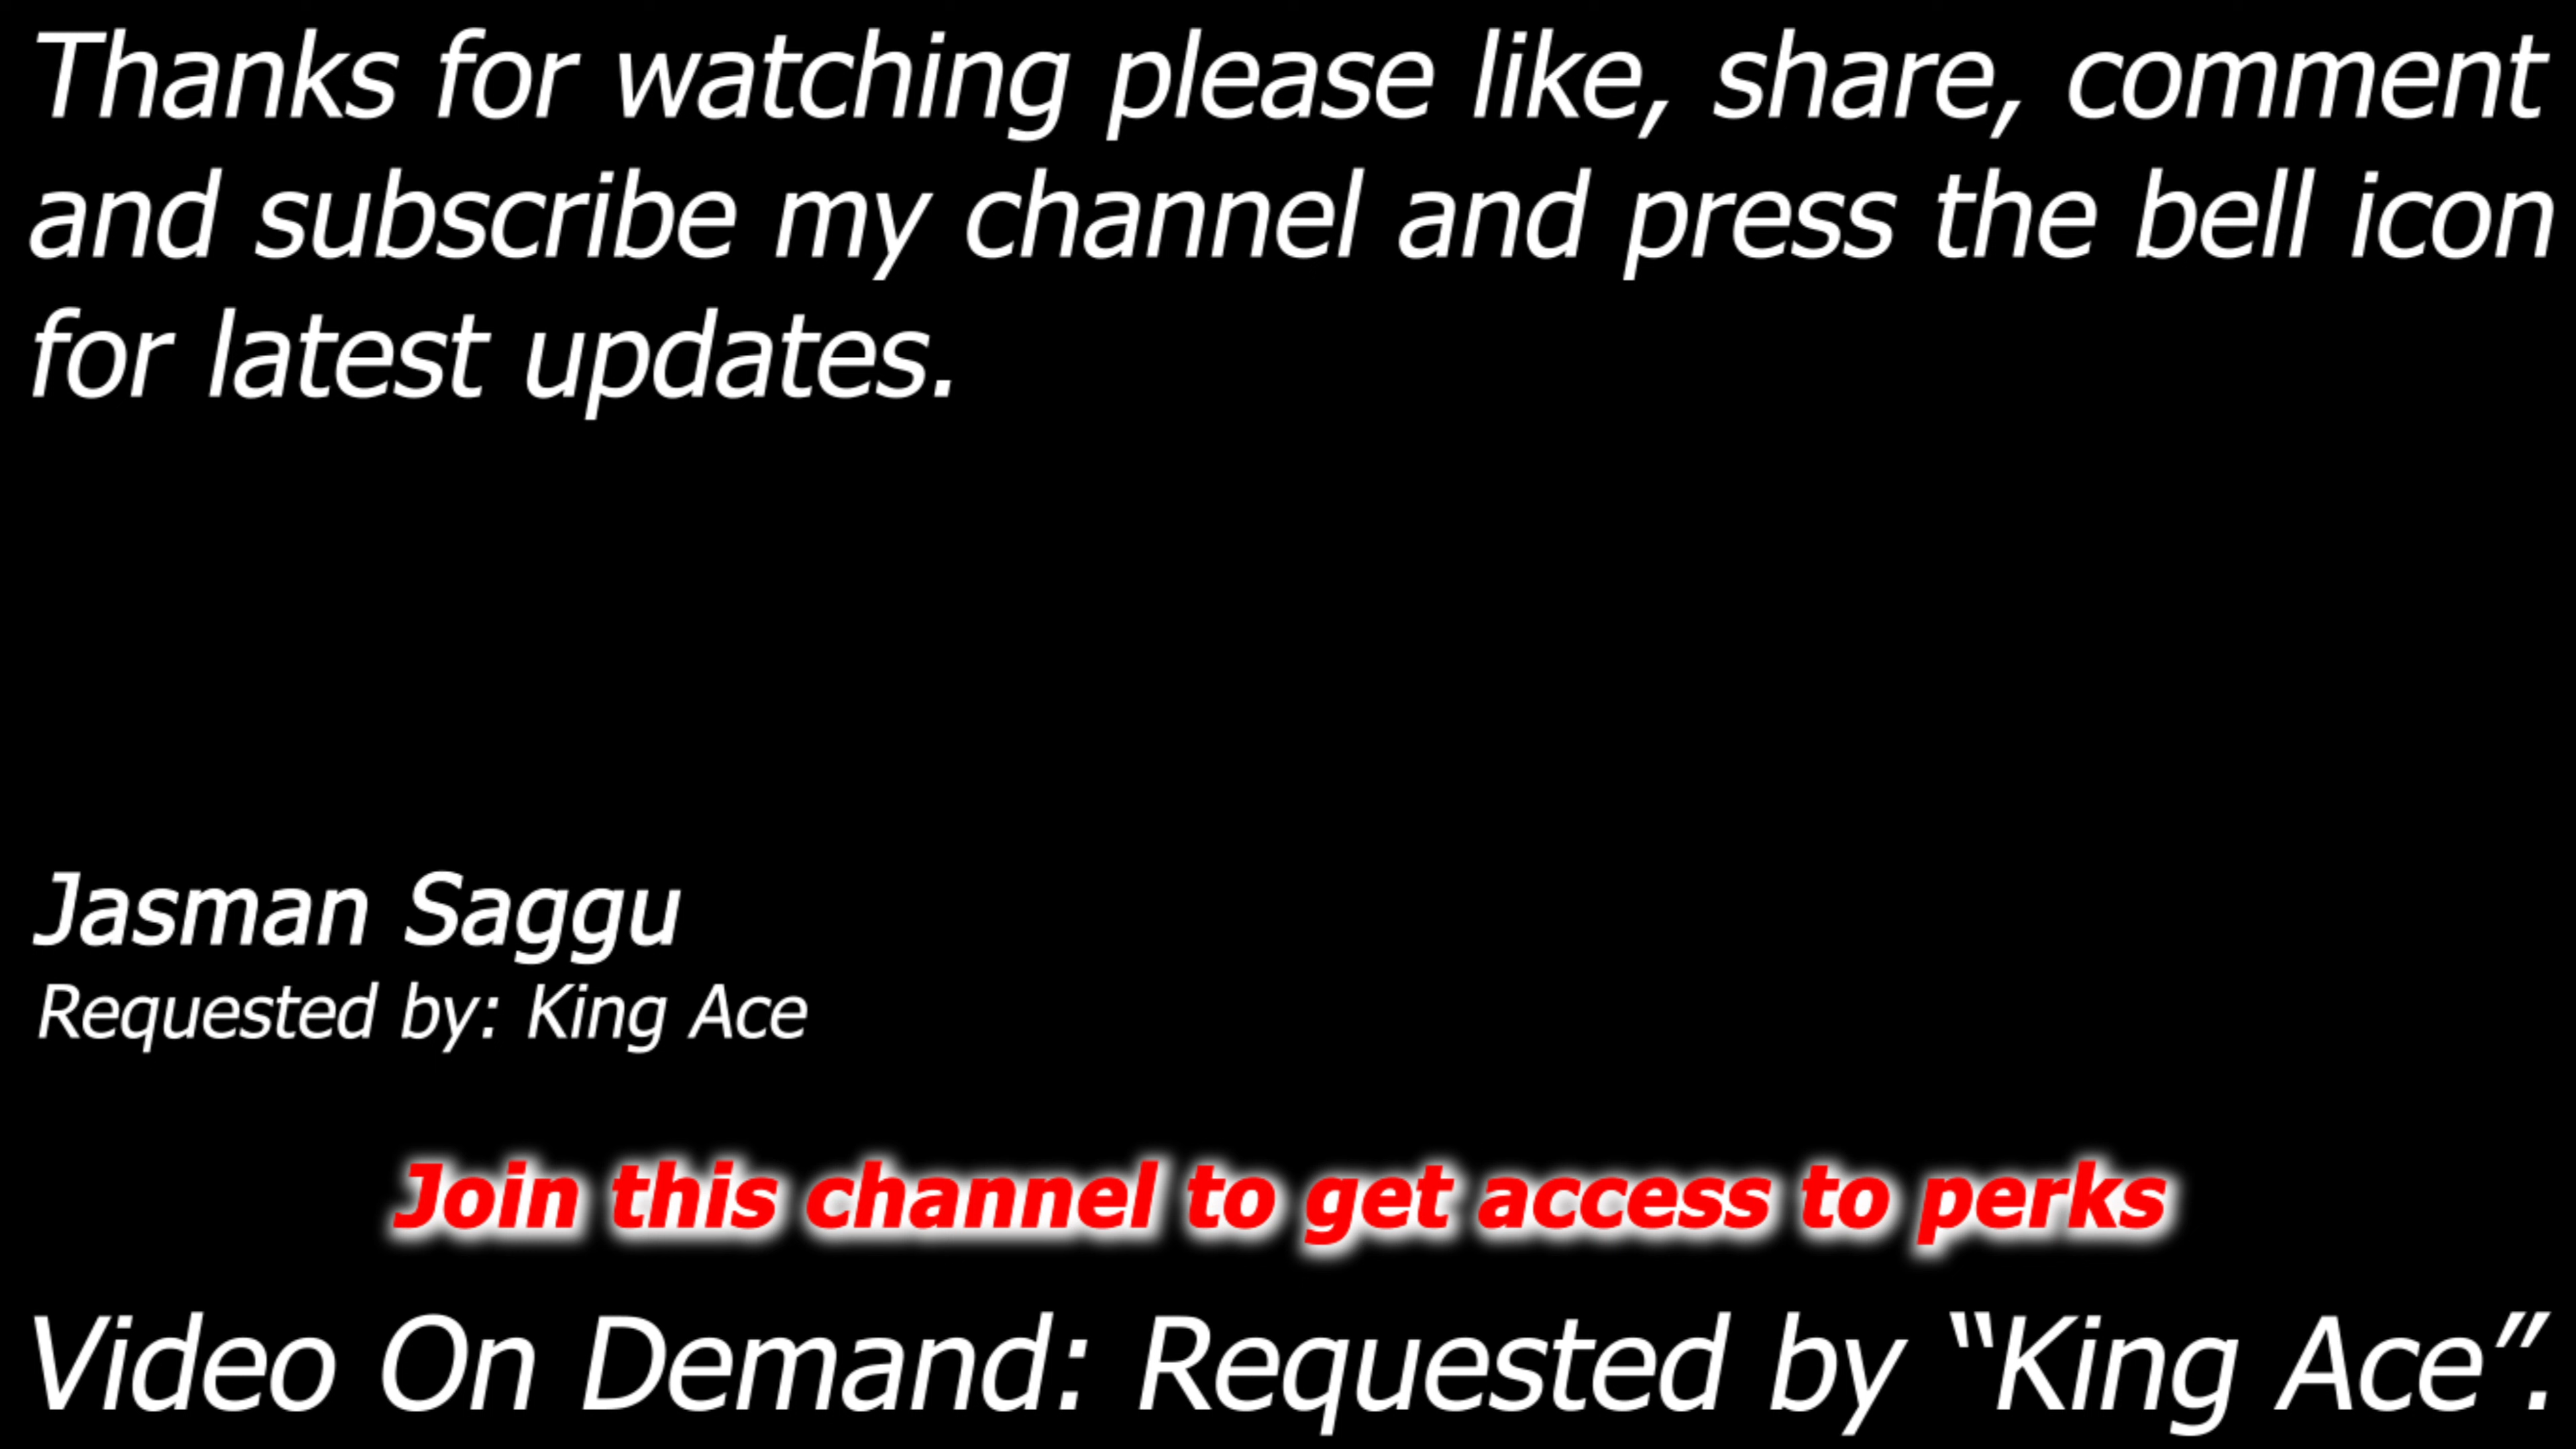 Thanks for watching please like, share, comment
and subscribe my channel and press the bell icon
for latest updates.
Jasman Saggu
Requested by: King Ace
Join this channel to get access to perks
Video On Demand: Requested by “King Ace”.